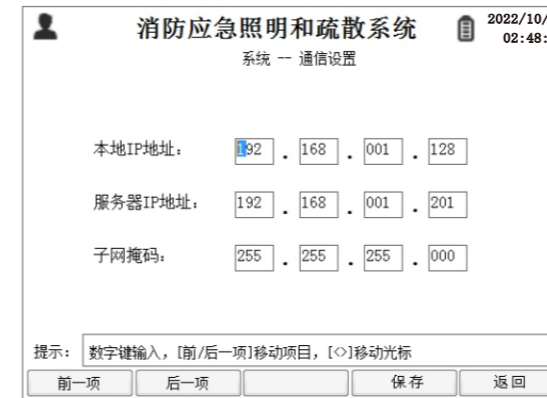 消防应急照明和疏散系统
2022/10/
02:48:
系统 -- 通信设置
本地IP地址: 192 . 168 . 001 . 128
服务器IP地址: 192 . 168 . 001 . 201
子网掩码: 255 . 255 . 255 . 000
提示: 数字键输入, [前/后一项]移动项目, [<>]移动光标
前一项 后一项 保存 返回